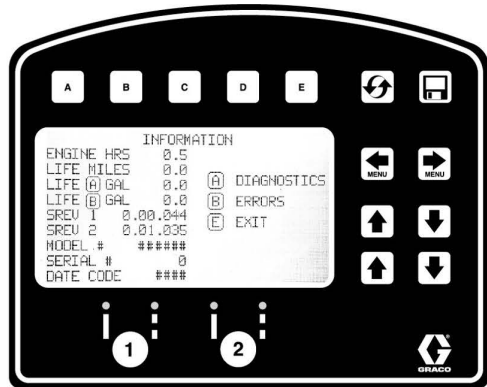 A B C D E
INFORMATION
ENGINE HRS 0.5
LIFE MILES 0.0
LIFE A GAL 0.0
LIFE B GAL 0.0
SREV 1 0.00.044
SREV 2 0.01.035
MODEL # ######
SERIAL # 0
DATE CODE ####
A DIAGNOSTICS
B ERRORS
E EXIT
MENU MENU
1 2
G
GRACO